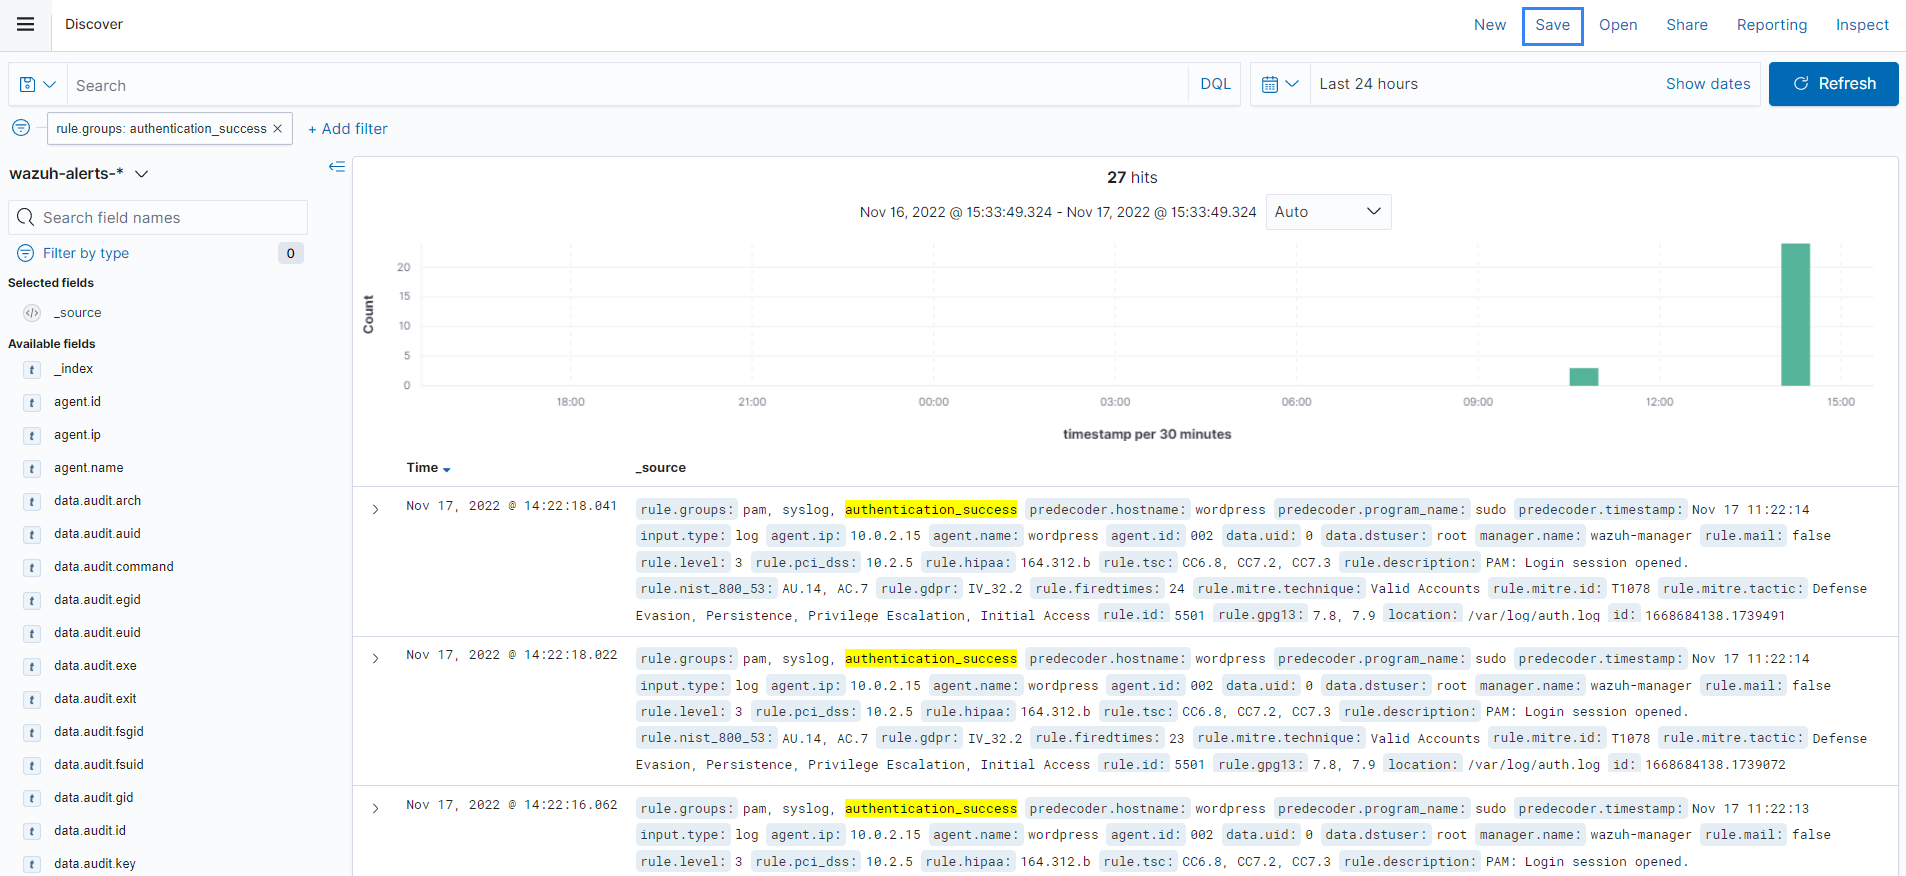 Discover
New Save Open Share Reporting Inspect
Search DQL Last 24 hours Show dates Refresh
rule.groups: authentication_success × + Add filter
wazuh-alerts-*
Search field names
Filter by type 0
Selected fields
</> _source
Available fields
t _index
t agent.id
t agent.ip
t agent.name
t data.audit.arch
t data.audit.auid
t data.audit.command
t data.audit.egid
t data.audit.euid
t data.audit.exe
t data.audit.exit
t data.audit.fsgid
t data.audit.fsuid
t data.audit.gid
t data.audit.id
t data.audit.key
27 hits
Nov 16, 2022 @ 15:33:49.324 - Nov 17, 2022 @ 15:33:49.324 Auto
Count
20
15
10
5
0
18:00 21:00 00:00 03:00 06:00 09:00 12:00 15:00
timestamp per 30 minutes
Time _source
Nov 17, 2022 @ 14:22:18.041 rule.groups: pam, syslog, authentication_success predecoder.hostname: wordpress predecoder.program_name: sudo predecoder.timestamp: Nov 17 11:22:14
input.type: log agent.ip: 10.0.2.15 agent.name: wordpress agent.id: 002 data.uid: 0 data.dstuser: root manager.name: wazuh-manager rule.mail: false
rule.level: 3 rule.pci_dss: 10.2.5 rule.hipaa: 164.312.b rule.tsc: CC6.8, CC7.2, CC7.3 rule.description: PAM: Login session opened.
rule.nist_800_53: AU.14, AC.7 rule.gdpr: IV_32.2 rule.firedtimes: 24 rule.mitre.technique: Valid Accounts rule.mitre.id: T1078 rule.mitre.tactic: Defense
Evasion, Persistence, Privilege Escalation, Initial Access rule.id: 5501 rule.gpg13: 7.8, 7.9 location: /var/log/auth.log id: 1668684138.1739491
Nov 17, 2022 @ 14:22:18.022 rule.groups: pam, syslog, authentication_success predecoder.hostname: wordpress predecoder.program_name: sudo predecoder.timestamp: Nov 17 11:22:14
input.type: log agent.ip: 10.0.2.15 agent.name: wordpress agent.id: 002 data.uid: 0 data.dstuser: root manager.name: wazuh-manager rule.mail: false
rule.level: 3 rule.pci_dss: 10.2.5 rule.hipaa: 164.312.b rule.tsc: CC6.8, CC7.2, CC7.3 rule.description: PAM: Login session opened.
rule.nist_800_53: AU.14, AC.7 rule.gdpr: IV_32.2 rule.firedtimes: 23 rule.mitre.technique: Valid Accounts rule.mitre.id: T1078 rule.mitre.tactic: Defense
Evasion, Persistence, Privilege Escalation, Initial Access rule.id: 5501 rule.gpg13: 7.8, 7.9 location: /var/log/auth.log id: 1668684138.1739072
Nov 17, 2022 @ 14:22:16.062 rule.groups: pam, syslog, authentication_success predecoder.hostname: wordpress predecoder.program_name: sudo predecoder.timestamp: Nov 17 11:22:13
input.type: log agent.ip: 10.0.2.15 agent.name: wordpress agent.id: 002 data.uid: 0 data.dstuser: root manager.name: wazuh-manager rule.mail: false
rule.level: 3 rule.pci_dss: 10.2.5 rule.hipaa: 164.312.b rule.tsc: CC6.8, CC7.2, CC7.3 rule.description: PAM: Login session opened.